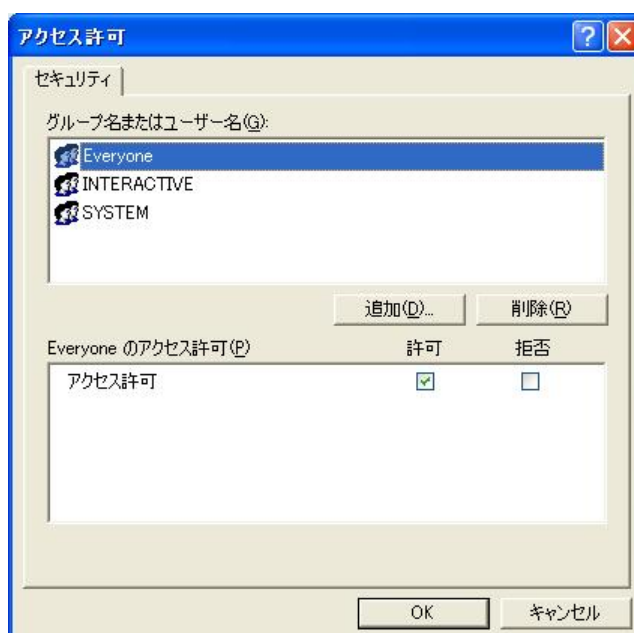 アクセス許可
セキュリティ
グループ名またはユーザー名(G):
Everyone
INTERACTIVE
SYSTEM
追加(D)... 削除(R)
Everyone のアクセス許可(P) 許可 拒否
アクセス許可
OK キャンセル